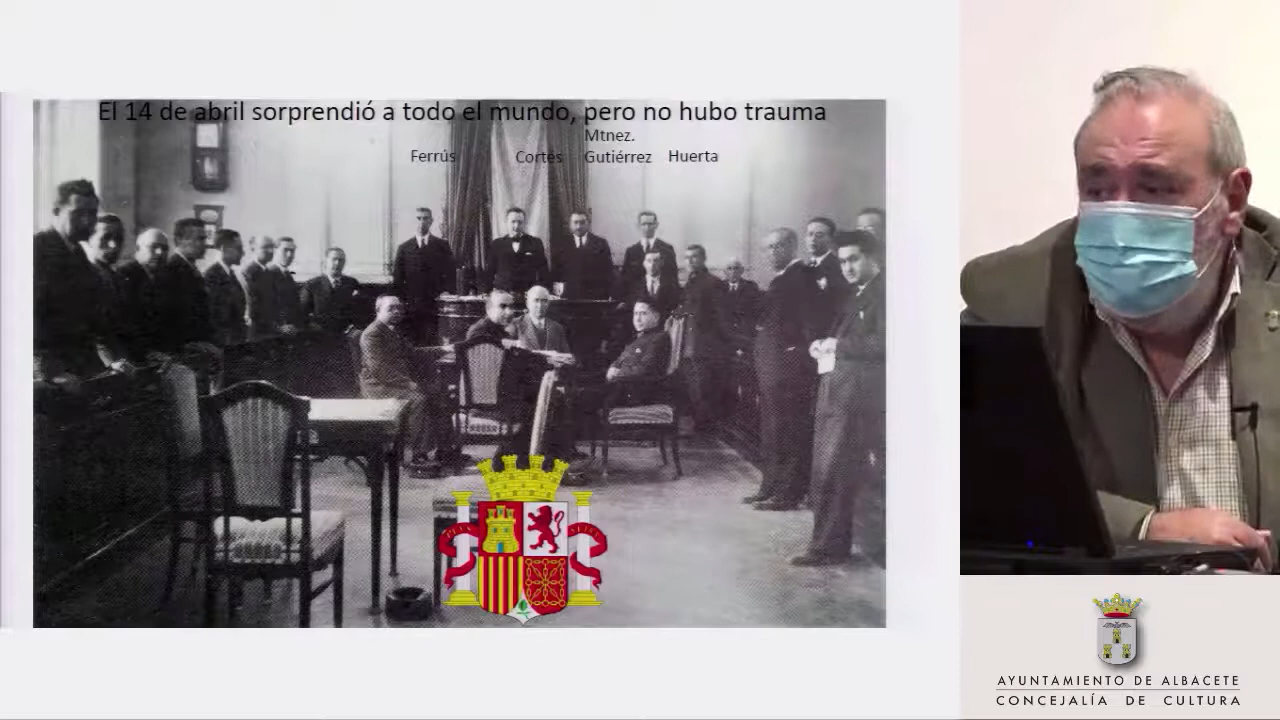 El 14 de abril sorprendió a todo el mundo, pero no hubo trauma
Mtnez.
Ferrús Cortés Gutiérrez Huerta
AYUNTAMIENTO DE ALBACETE
CONCEJALÍA DE CULTURA